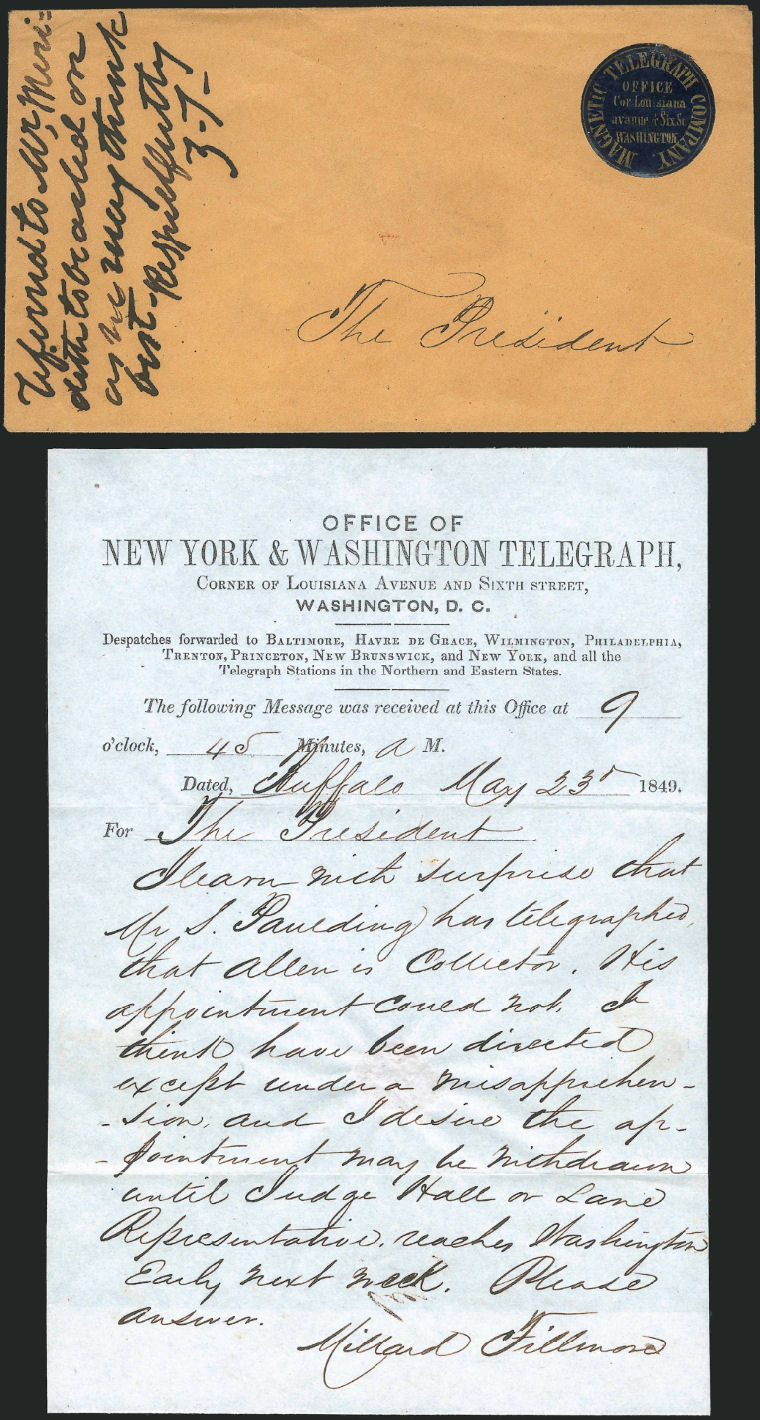 Referred to Mr. Meri=
dith to be acted on
as he may think
best. Respectfully
Z. T.
MAGNETIC TELEGRAPH COMPANY.
OFFICE
Cor Louisiana
avenue & Six St
WASHINGTON
The President
OFFICE OF
NEW YORK & WASHINGTON TELEGRAPH,
CORNER OF LOUISIANA AVENUE AND SIXTH STREET,
WASHINGTON, D. C.
Despatches forwarded to BALTIMORE, HAVRE DE GRACE, WILMINGTON, PHILADELPHIA,
TRENTON, PRINCETON, NEW BRUNSWICK, and NEW YORK, and all the
Telegraph Stations in the Northern and Eastern States.
The following Message was received at this Office at 9
o'clock, 45 Minutes, a M.
Dated, Buffalo May 23d 1849.
For The President
I learn with surprise that
Mr S. Paulding has telegraphed,
that Allen is Collector. His
appointment could not, I
think have been directed
except under a misapprehen-
-sion, and I desire the ap-
-pointment may be withdrawn
until Judge Hall or Lane
Representative, reaches Washington
Early next week. Please
answer.
Millard Fillmore